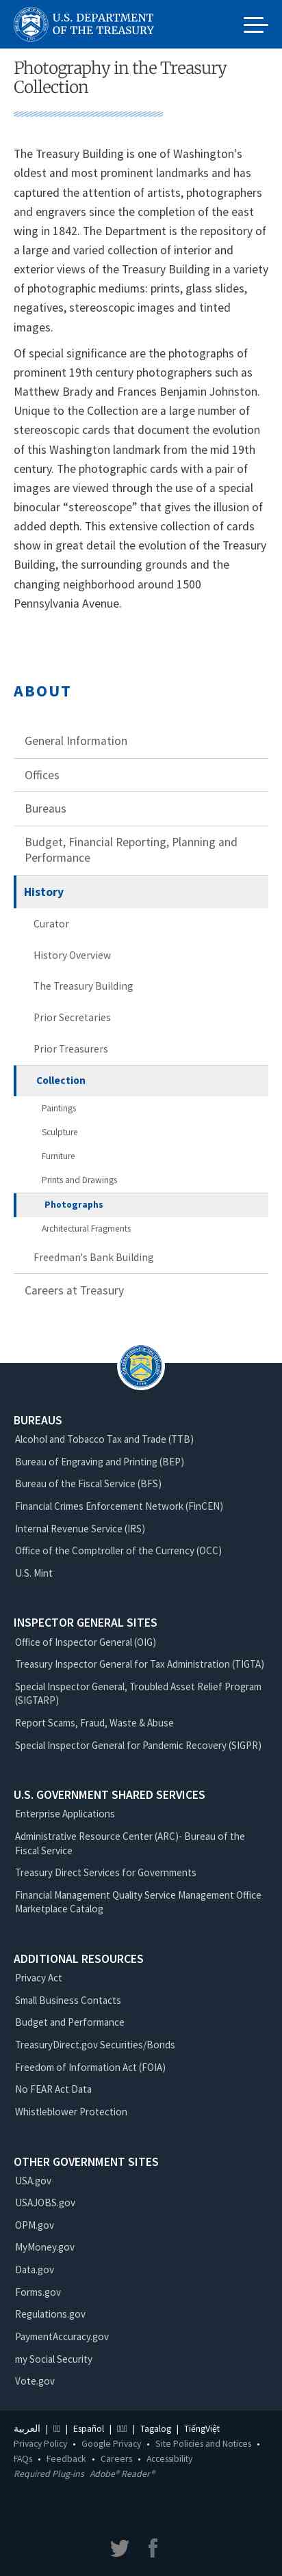 U.S. DEPARTMENT
OF THE TREASURY
Photography in the Treasury
Collection
The Treasury Building is one of Washington's
oldest and most prominent landmarks and has
captured the attention of artists, photographers
and engravers since the completion of the east
wing in 1842. The Department is the repository of
a large and varied collection of interior and
exterior views of the Treasury Building in a variety
of photographic mediums: prints, glass slides,
negatives, stereoscopic images and tinted
images.
Of special significance are the photographs of
prominent 19th century photographers such as
Matthew Brady and Frances Benjamin Johnston.
Unique to the Collection are a large number of
stereoscopic cards that document the evolution
of this Washington landmark from the mid 19th
century. The photographic cards with a pair of
images are viewed through the use of a special
binocular “stereoscope” that gives the illusion of
added depth. This extensive collection of cards
show in great detail the evolution of the Treasury
Building, the surrounding grounds and the
changing neighborhood around 1500
Pennsylvania Avenue.
ABOUT
General Information
Offices
Bureaus
Budget, Financial Reporting, Planning and
Performance
History
Curator
History Overview
The Treasury Building
Prior Secretaries
Prior Treasurers
Collection
Paintings
Sculpture
Furniture
Prints and Drawings
Photographs
Architectural Fragments
Freedman's Bank Building
Careers at Treasury
BUREAUS
Alcohol and Tobacco Tax and Trade (TTB)
Bureau of Engraving and Printing (BEP)
Bureau of the Fiscal Service (BFS)
Financial Crimes Enforcement Network (FinCEN)
Internal Revenue Service (IRS)
Office of the Comptroller of the Currency (OCC)
U.S. Mint
INSPECTOR GENERAL SITES
Office of Inspector General (OIG)
Treasury Inspector General for Tax Administration (TIGTA)
Special Inspector General, Troubled Asset Relief Program
(SIGTARP)
Report Scams, Fraud, Waste & Abuse
Special Inspector General for Pandemic Recovery (SIGPR)
U.S. GOVERNMENT SHARED SERVICES
Enterprise Applications
Administrative Resource Center (ARC)- Bureau of the
Fiscal Service
Treasury Direct Services for Governments
Financial Management Quality Service Management Office
Marketplace Catalog
ADDITIONAL RESOURCES
Privacy Act
Small Business Contacts
Budget and Performance
TreasuryDirect.gov Securities/Bonds
Freedom of Information Act (FOIA)
No FEAR Act Data
Whistleblower Protection
OTHER GOVERNMENT SITES
USA.gov
USAJOBS.gov
OPM.gov
MyMoney.gov
Data.gov
Forms.gov
Regulations.gov
PaymentAccuracy.gov
my Social Security
Vote.gov
العربية | | Español | | Tagalog | TiếngViệt
Privacy Policy • Google Privacy • Site Policies and Notices •
FAQs • Feedback • Careers • Accessibility
Required Plug-ins Adobe® Reader®